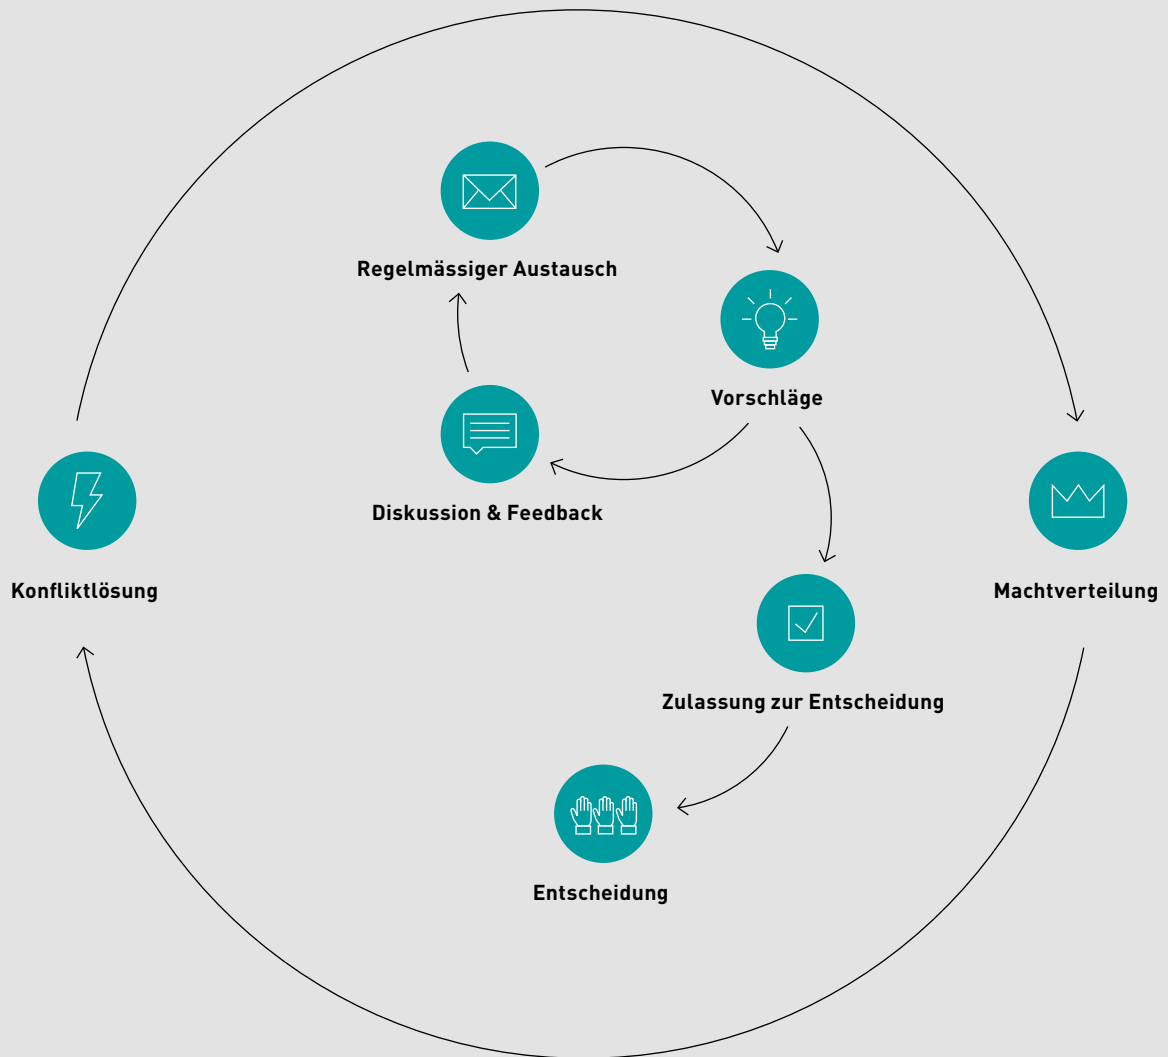 Regelmässiger Austausch
Vorschläge
Diskussion & Feedback
Konfliktlösung
Machtverteilung
Zulassung zur Entscheidung
Entscheidung